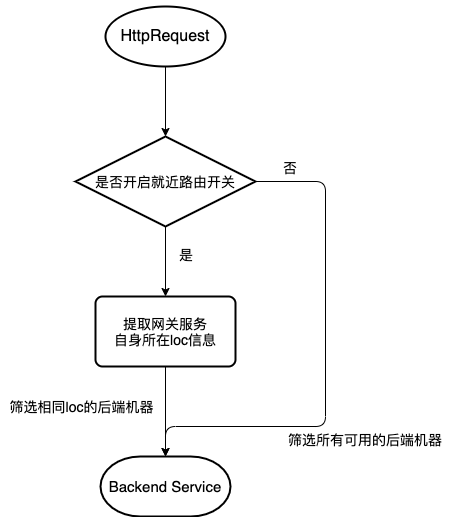 HttpRequest
是否开启就近路由开关
否
是
提取网关服务
自身所在loc信息
筛选相同loc的后端机器
筛选所有可用的后端机器
Backend Service